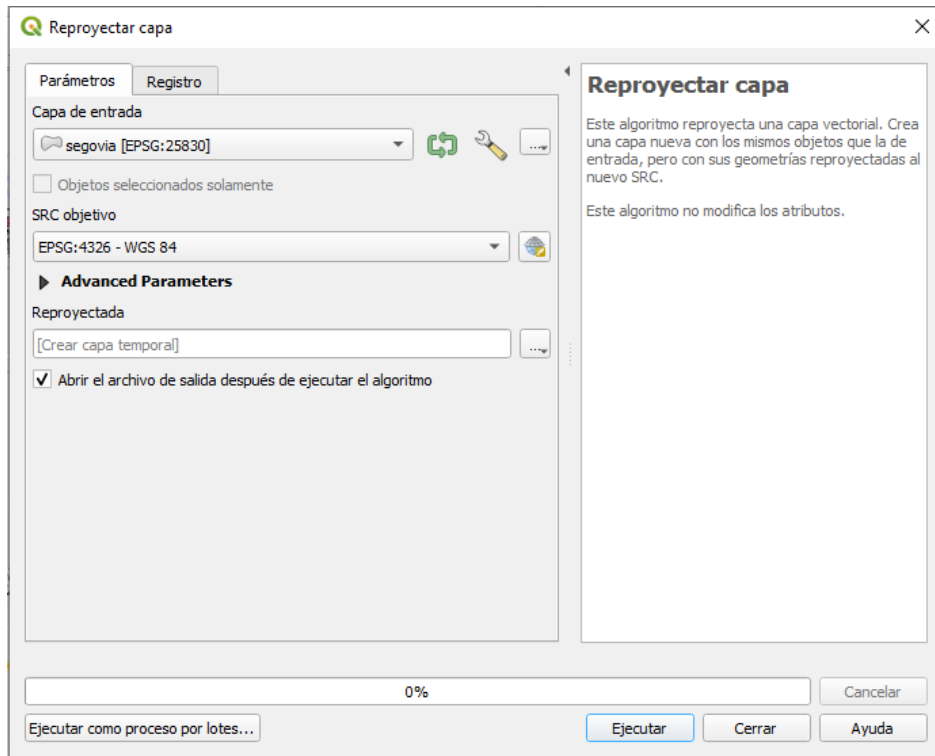 Reproyectar capa
Parámetros
Registro
Capa de entrada
segovia [EPSG:25830]
...
Objetos seleccionados solamente
SRC objetivo
EPSG:4326 - WGS 84
Advanced Parameters
Reproyectada
[Crear capa temporal]
...
Abrir el archivo de salida después de ejecutar el algoritmo
Reproyectar capa
Este algoritmo reproyecta una capa vectorial. Crea
una capa nueva con los mismos objetos que la de
entrada, pero con sus geometrías reproyectadas al
nuevo SRC.
Este algoritmo no modifica los atributos.
0%
Cancelar
Ejecutar como proceso por lotes...
Ejecutar
Cerrar
Ayuda